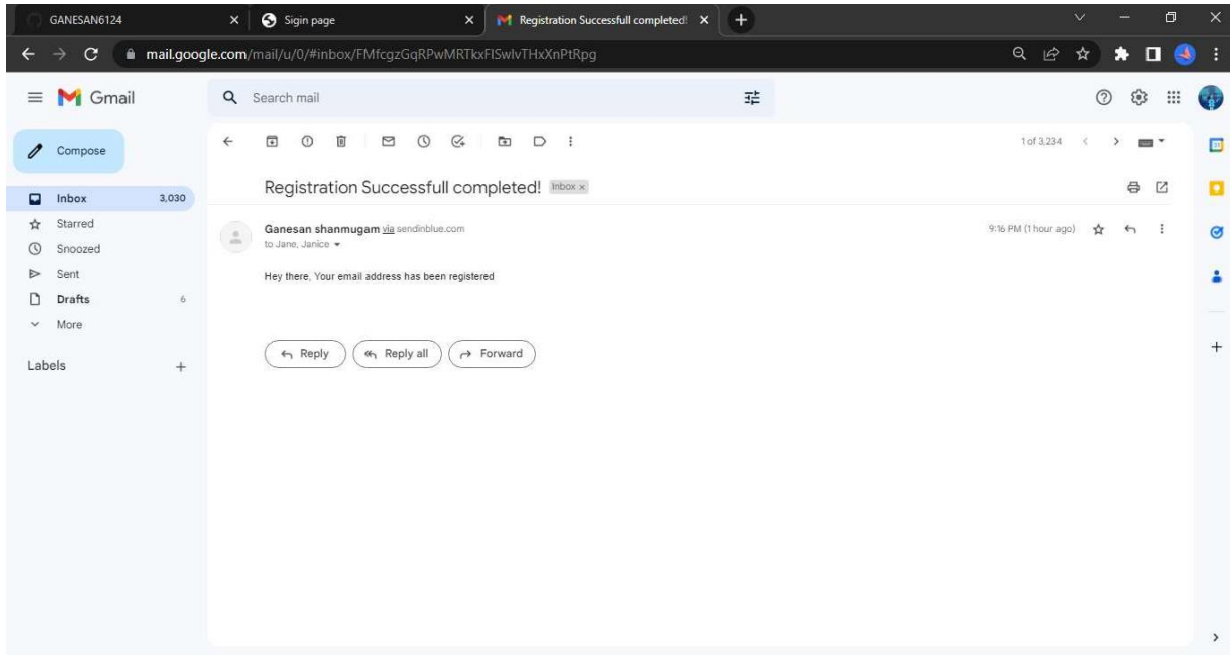 GANESAN6124
Sigin page
Registration Successfull completed!
mail.google.com/mail/u/0/#inbox/FMfcgzGqRPwMRTkxFlSwlvTHxXnPtRpg
Gmail
Search mail
Compose
1 of 3,234
Inbox 3,030
Starred
Snoozed
Sent
Drafts 6
More
Labels
Registration Successfull completed! Inbox x
Ganesan shanmugam via sendinblue.com
9:16 PM (1 hour ago)
to Jane, Janice
Hey there, Your email address has been registered
Reply Reply all Forward